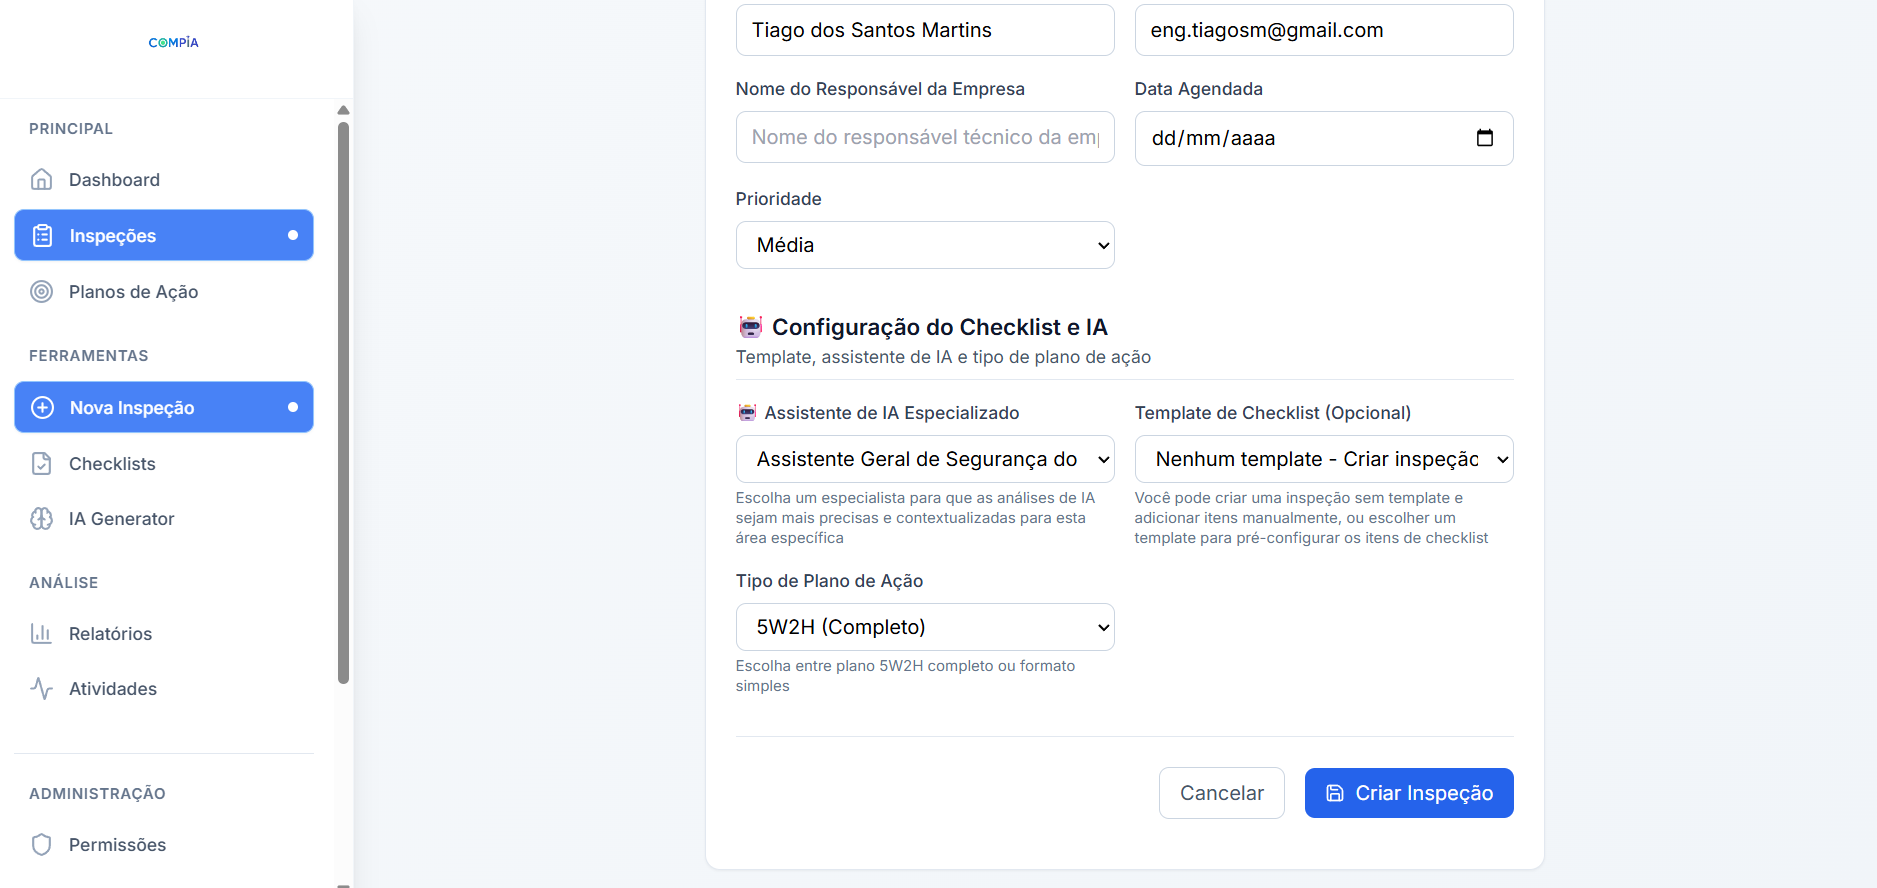 COMPIA
PRINCIPAL
Dashboard
Inspeções
Planos de Ação
FERRAMENTAS
Nova Inspeção
Checklists
IA Generator
ANÁLISE
Relatórios
Atividades
ADMINISTRAÇÃO
Permissões
Tiago dos Santos Martins
eng.tiagosm@gmail.com
Nome do Responsável da Empresa
Data Agendada
Nome do responsável técnico da em
dd/mm/aaaa
Prioridade
Média
Configuração do Checklist e IA
Template, assistente de IA e tipo de plano de ação
Assistente de IA Especializado
Template de Checklist (Opcional)
Assistente Geral de Segurança do
Nenhum template - Criar inspeção
Escolha um especialista para que as análises de IA
sejam mais precisas e contextualizadas para esta
área específica
Você pode criar uma inspeção sem template e
adicionar itens manualmente, ou escolher um
template para pré-configurar os itens de checklist
Tipo de Plano de Ação
5W2H (Completo)
Escolha entre plano 5W2H completo ou formato
simples
Cancelar
Criar Inspeção